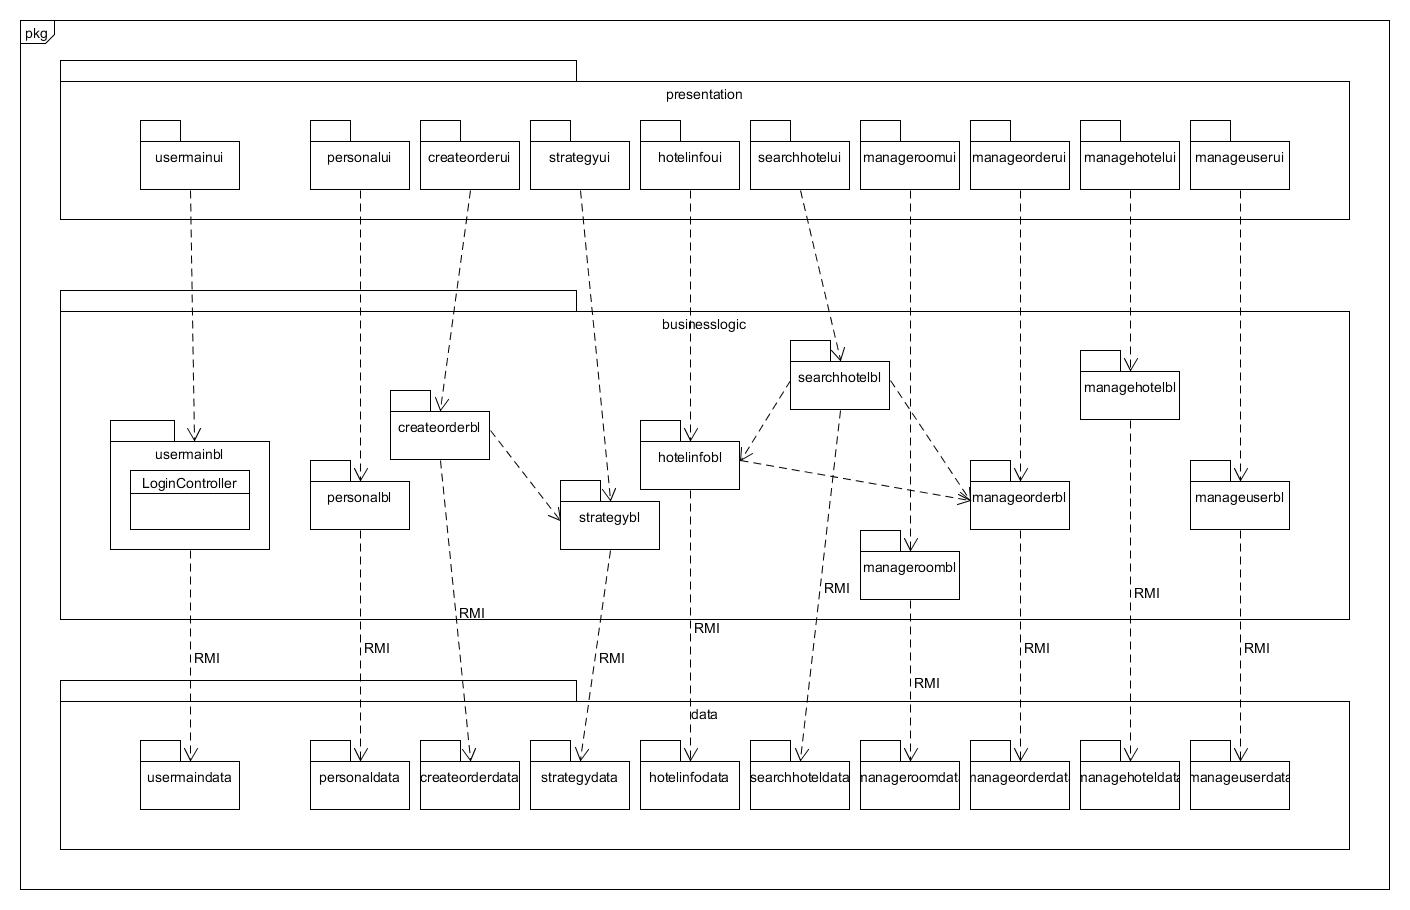 pkg
presentation
usermainui
personalui
createorderui
strategyui
hotelinfoui
searchhotelui
manageroomui
manageorderui
managehotelui
manageuserui
businesslogic
searchhotelbl
managehotelbl
createorderbl
usermainbl
hotelinfobl
LoginController
personalbl
manageorderbl
manageuserbl
strategybl
manageroombl
RMI
RMI
RMI
RMI
RMI
RMI
RMI
RMI
RMI
RMI
data
usermaindata
personaldata
createorderdata
strategydata
hotelinfodata
searchhoteldata
manageroomdata
manageorderdata
managehoteldata
manageuserdata